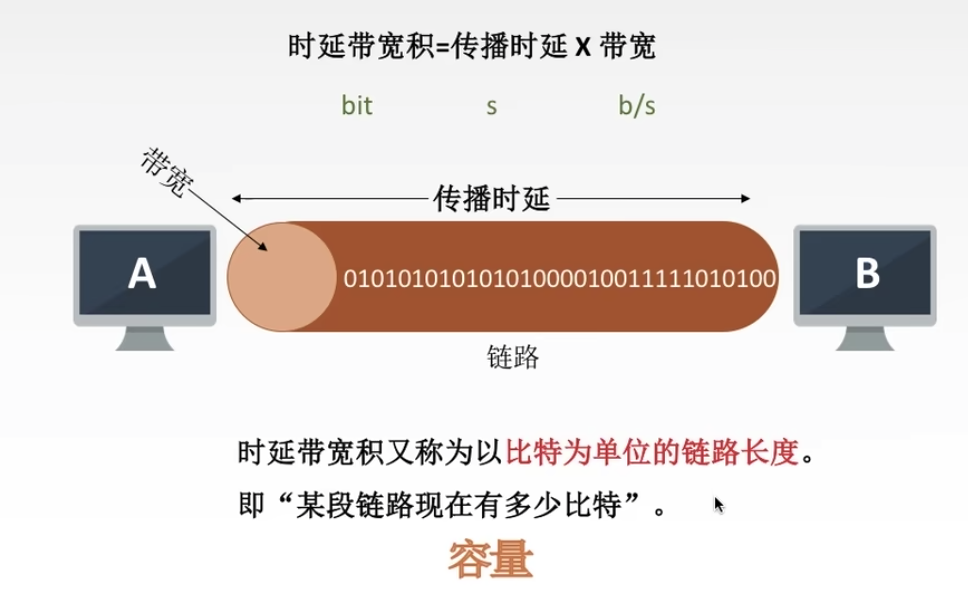 时延带宽积=传播时延 X 带宽
bit s b/s
带宽
传播时延
A
01010101010101000010011111010100
B
链路
时延带宽积又称为以比特为单位的链路长度。
即“某段链路现在有多少比特”。
容量